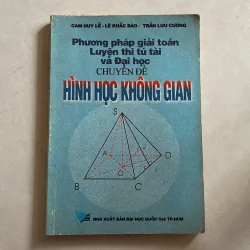 CAM DUY LỄ - LÊ KHẮC BẢO - TRẦN LƯU CƯỜNG
Phương pháp giải toán
Luyện thi tú tài
và Đại học
CHUYÊN ĐỀ
HÌNH HỌC KHÔNG GIAN
S
A
D
O
B
C
NHÀ XUẤT BẢN ĐẠI HỌC QUỐC GIA TP.HCM